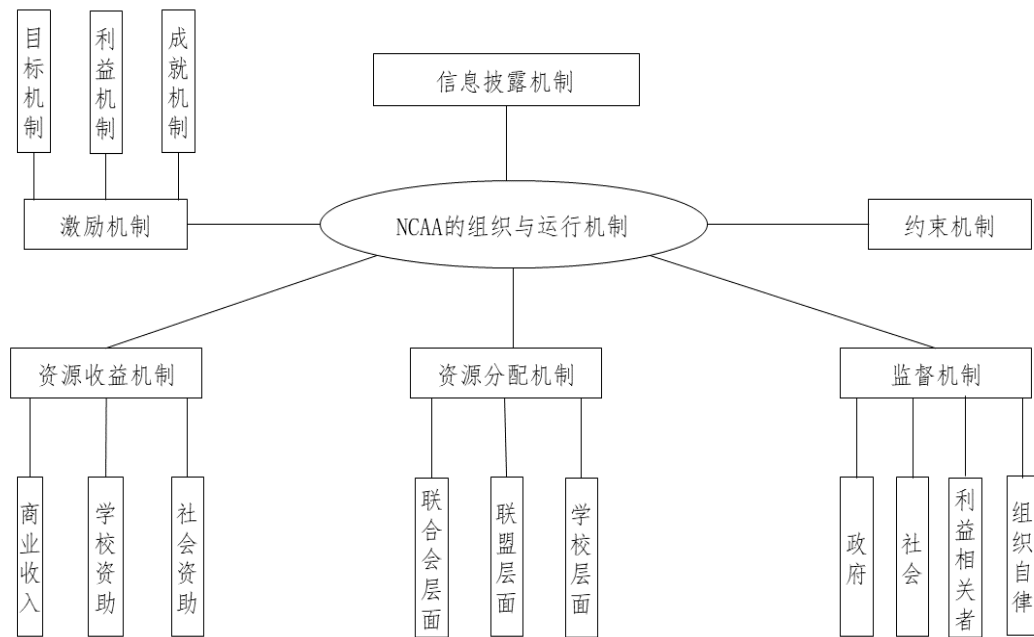 目标机制
利益机制
成就机制
信息披露机制
激励机制
NCAA的组织与运行机制
约束机制
资源收益机制
资源分配机制
监督机制
商业收入
学校资助
社会资助
联合会层面
联盟层面
学校层面
政府
社会
利益相关者
组织自律